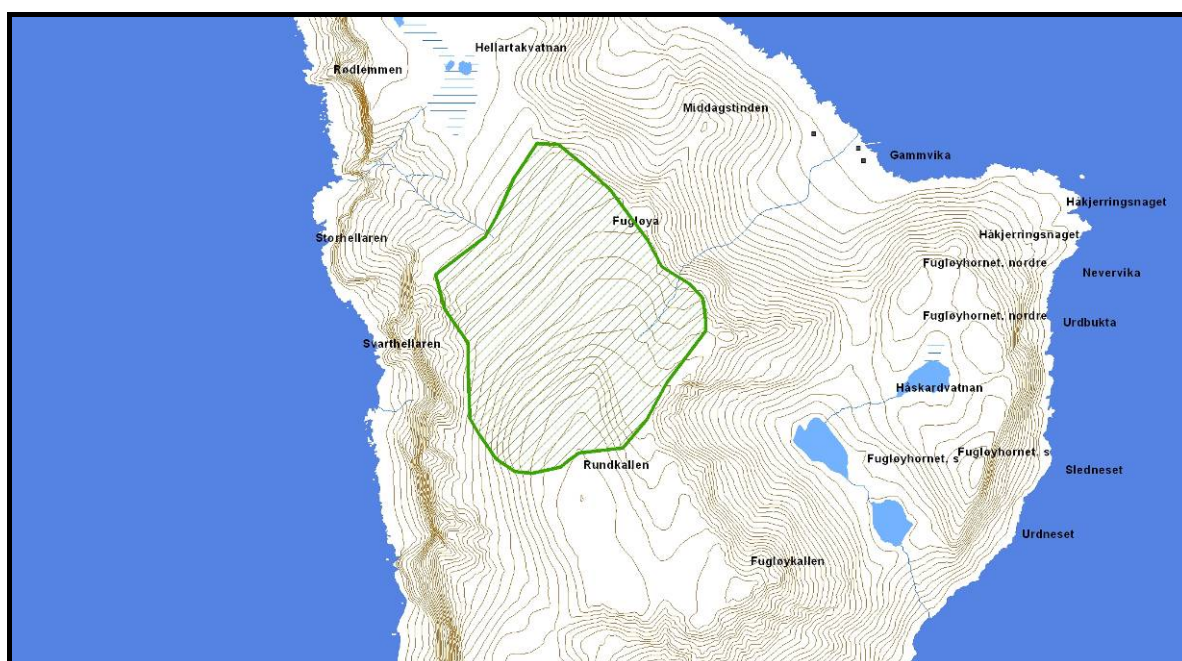 Hellartakvatnan
Rødlemmen
Middagstinden
Gammvika
Håkjerringsnaget
Fugløya
Storhellaren
Håkjerringsnaget
Fugløyhornet, nordre
Nevervika
Fugløyhornet, nordre
Urdbukta
Svarthellaren
Håskardvatnan
Fugløyhornet, s
Fugløyhornet, s
Rundkallen
Sledneset
Urdneset
Fugløykallen